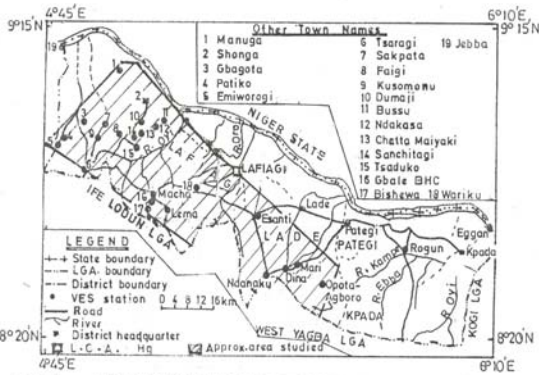 4°45'E
6°10'E
9°15'
9°15'
Other Town Names
1 Manuga
2 Shonga
3 Gbagota
4 Patiko
5 Emiworogi
6 Tsaragi
7 Sakpata
8 Faigi
9 Kusomonu
10 Dumaji
11 Bussu
12 Ndakasa
13 Chetta Maiyaki
14 Sanchitagi
15 Tsaduko
16 Gbale BHC
17 Bishewa 18 Wariku
19 Jebba
NIGER STATE
R. Oro
LAFIAGI
IFE LODUN LGA
Macha
Lema
Esanti
Lade
LADE
Pategi
PATEGI
Eggan
Kpada
Rogun
R. Kampe
R. Ebba
R. Oyi
KOGI LGA
Mari
Dina
Ndanaku
Opota
Agboro
KPADA
WEST YAGBA LGA
LEGEND
State boundary
LGA boundary
District boundary
VES station
Road
River
District headquarter
L.C.A. Hq
Approx.area studied
0 4 8 12 16km
8°20'N
8°20'N
4°45'E
6°10'E